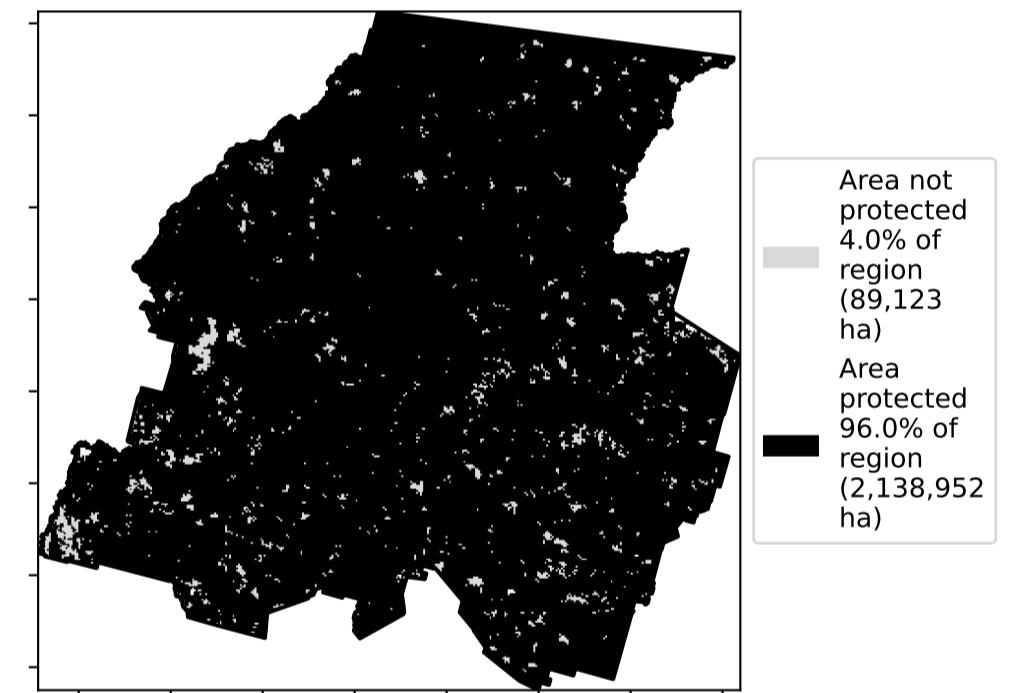 Area not
protected
4.0% of
region
(89,123
ha)
Area
protected
96.0% of
region
(2,138,952
ha)